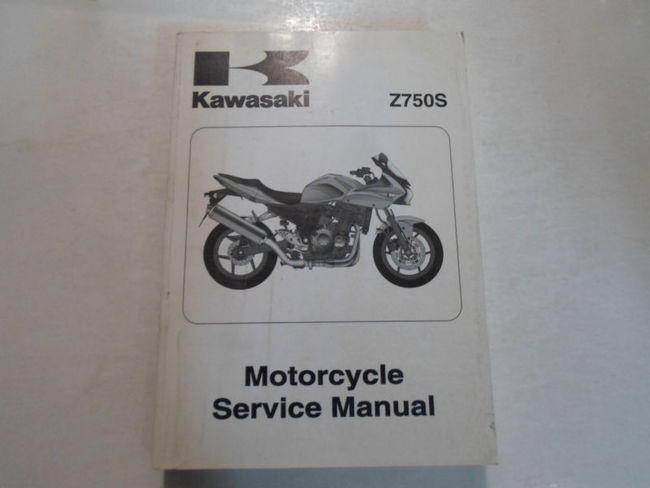 Kawasaki
Z750S
Motorcycle
Service Manual